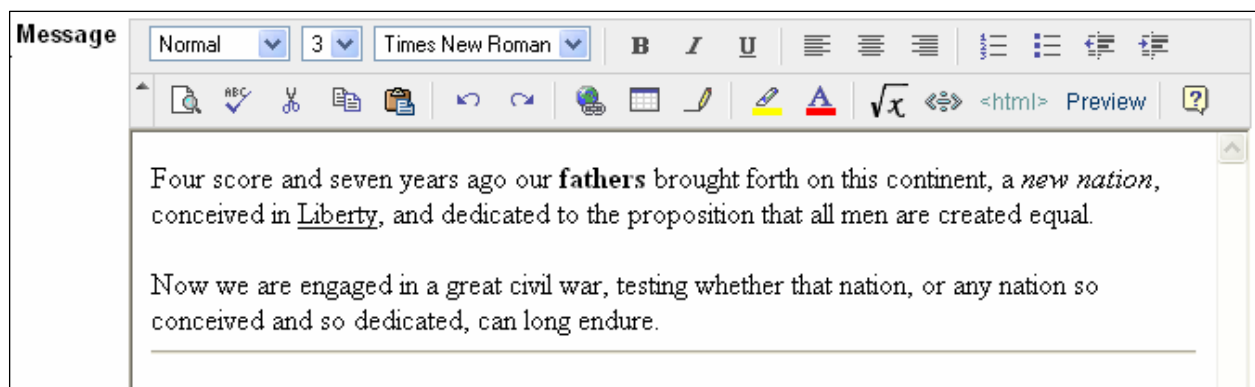 Message Normal 3 Times New Roman B I U
ABC A √x <html> Preview ?
Four score and seven years ago our fathers brought forth on this continent, a new nation,
conceived in Liberty, and dedicated to the proposition that all men are created equal.
Now we are engaged in a great civil war, testing whether that nation, or any nation so
conceived and so dedicated, can long endure.